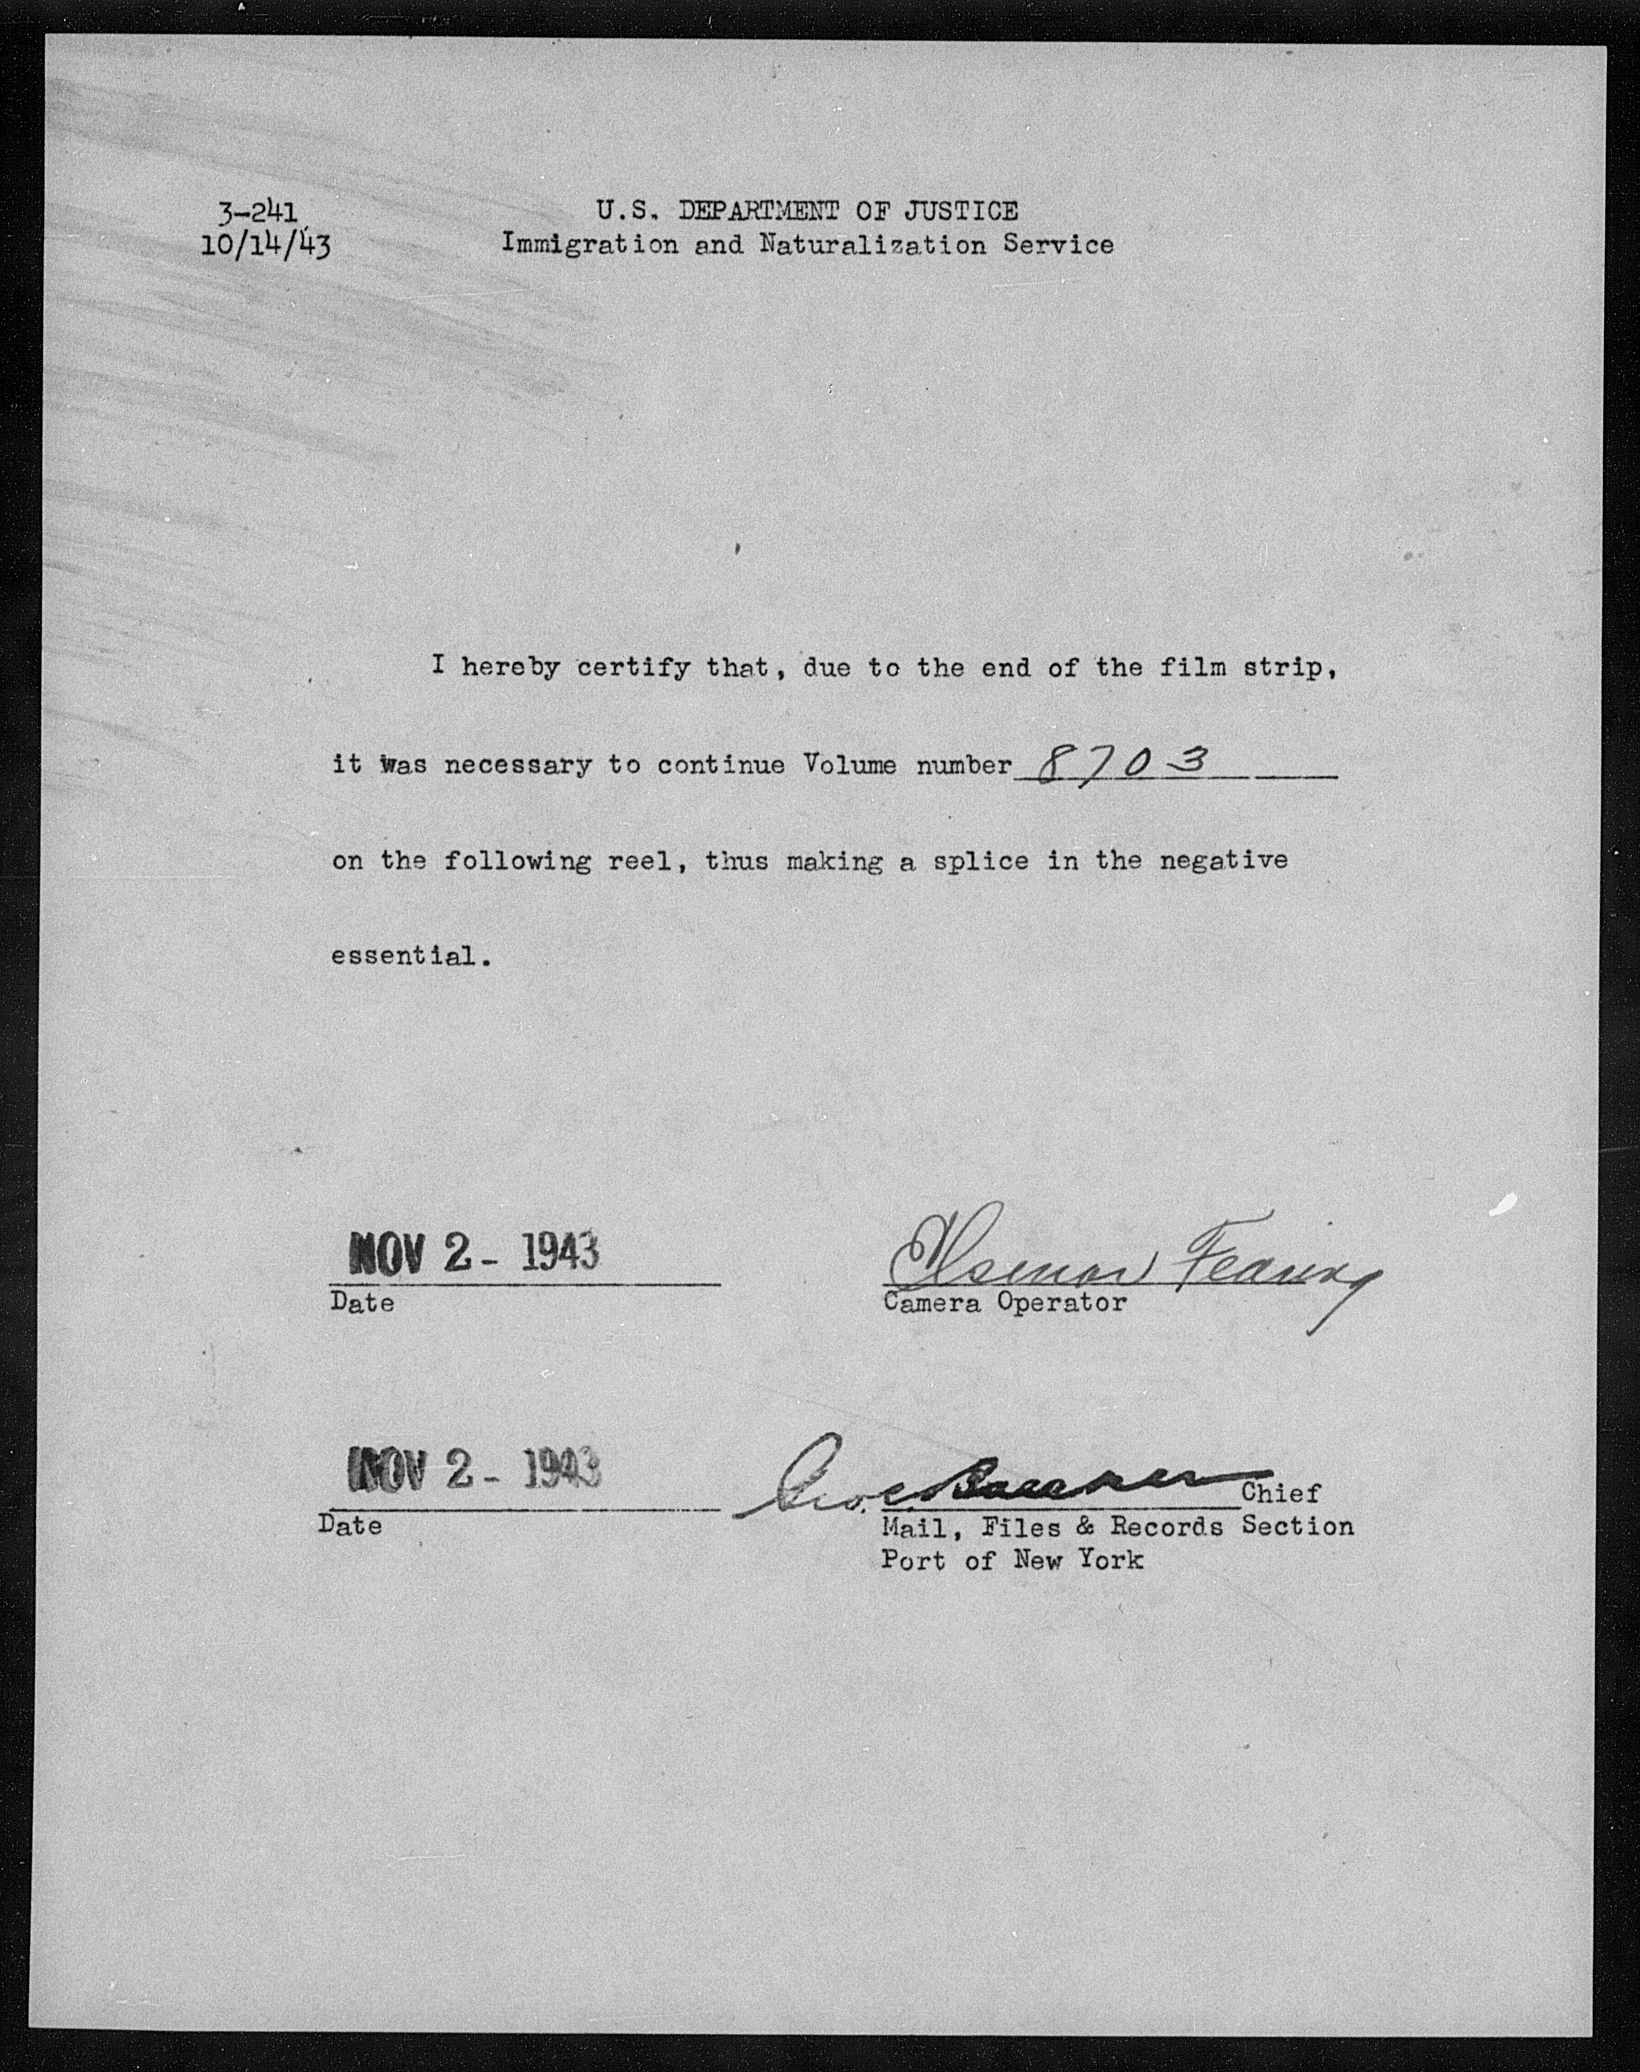 3-241
10/14/43
U.S. DEPARTMENT OF JUSTICE
Immigration and Naturalization Service
I hereby certify that, due to the end of the film strip,
it was necessary to continue Volume number 8703
on the following reel, thus making a splice in the negative
essential.
NOV 2 - 1943
Date
Fearing
Camera Operator
NOV 2 - 1943
Date
Geo. C.
Chief
Mail, Files & Records Section
Port of New York